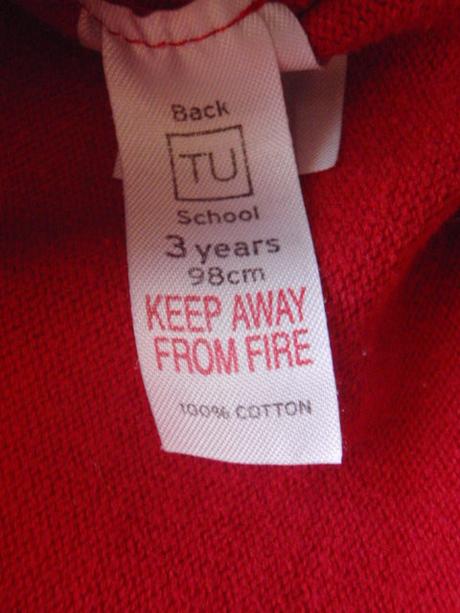 Back
TU
School
3 years
98cm
KEEP AWAY
FROM FIRE
100% COTTON